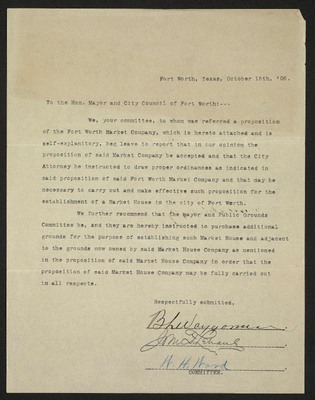 Fort Worth, Texas, October 18th, '06.
To the Hon. Mayor and City Council of Fort Worth:---
We, your committee, to whom was referred a proposition
of the Fort Worth Market Company, which is hereto attached and is
self-explanitory, beg leave to report that in our opinion the
proposition of said Market Company be accepted and that the City
Attorney be instructed to draw proper ordinances as indicated in
said proposition of said Fort Worth Market Company and that may be
necessary to carry out and make effective such proposition for the
establishment of a Market House in the city of Fort Worth.
We further recommend that the mayor and Public Grounds
Committee be, and they are hereby instructed to purchase additional
grounds for the purpose of establishing such Market House and adjacent
to the grounds now owned by said Market House Company as mentioned
in the proposition of said Market House Company in order that the
proposition of said Market House Company may be fully carried out
in all respects.
Respectfully submitted,
W. H. Ward
COMMITTEE.